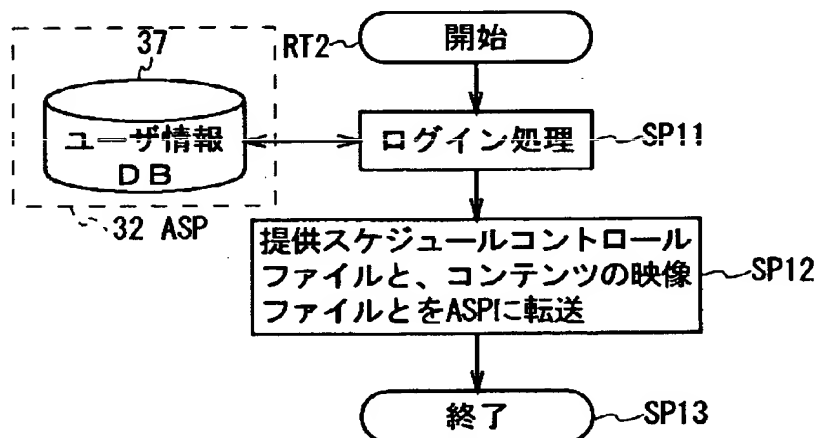 RT2
開始
37
ユーザ情報
DB
ログイン処理
SP11
32 ASP
提供スケジュールコントロール
ファイルと、コンテンツの映像
ファイルとをASPに転送
SP12
終了
SP13